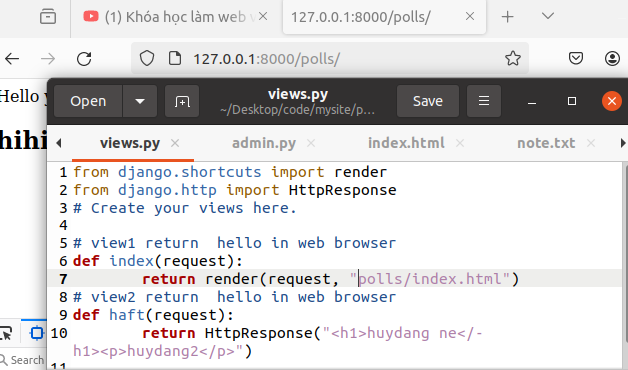 (1) Khóa học làm web v
127.0.0.1:8000/polls/
127.0.0.1:8000/polls/
Hello y
hihi
Open
views.py
~/Desktop/code/mysite/p...
Save
views.py
admin.py
index.html
note.txt
1 from django.shortcuts import render
2 from django.http import HttpResponse
3 # Create your views here.
4
5 # view1 return  hello in web browser
6 def index(request):
7         return render(request, "polls/index.html")
8 # view2 return  hello in web browser
9 def haft(request):
10         return HttpResponse("<h1>huydang ne</-
h1><p>huydang2</p>")
11
Search